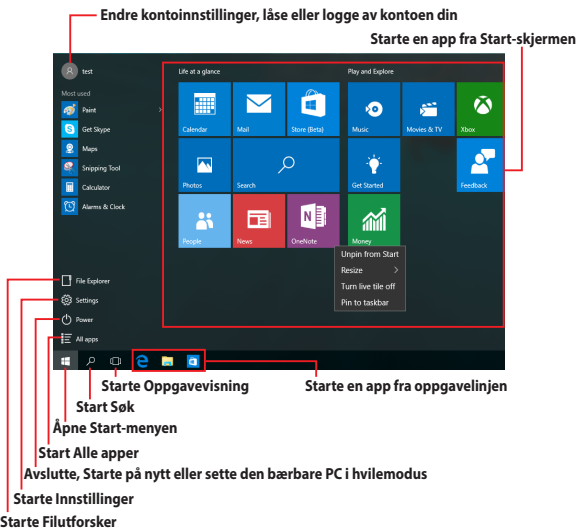 Endre kontoinnstillinger, låse eller logge av kontoen din
Starte en app fra Start-skjermen
test
Life at a glance
Play and Explore
Most used
Paint
Get Skype
Maps
Snipping Tool
Calculator
Alarms & Clock
Calendar
Mail
Store (Beta)
Music
Movies & TV
Xbox
Photos
Search
Get Started
Feedback
People
News
OneNote
Money
Unpin from Start
Resize
Turn live tile off
Pin to taskbar
File Explorer
Settings
Power
All apps
Starte Oppgavevisning
Starte en app fra oppgavelinjen
Start Søk
Åpne Start-menyen
Start Alle apper
Avslutte, Starte på nytt eller sette den bærbare PC i hvilemodus
Starte Innstillinger
Starte Filutforsker